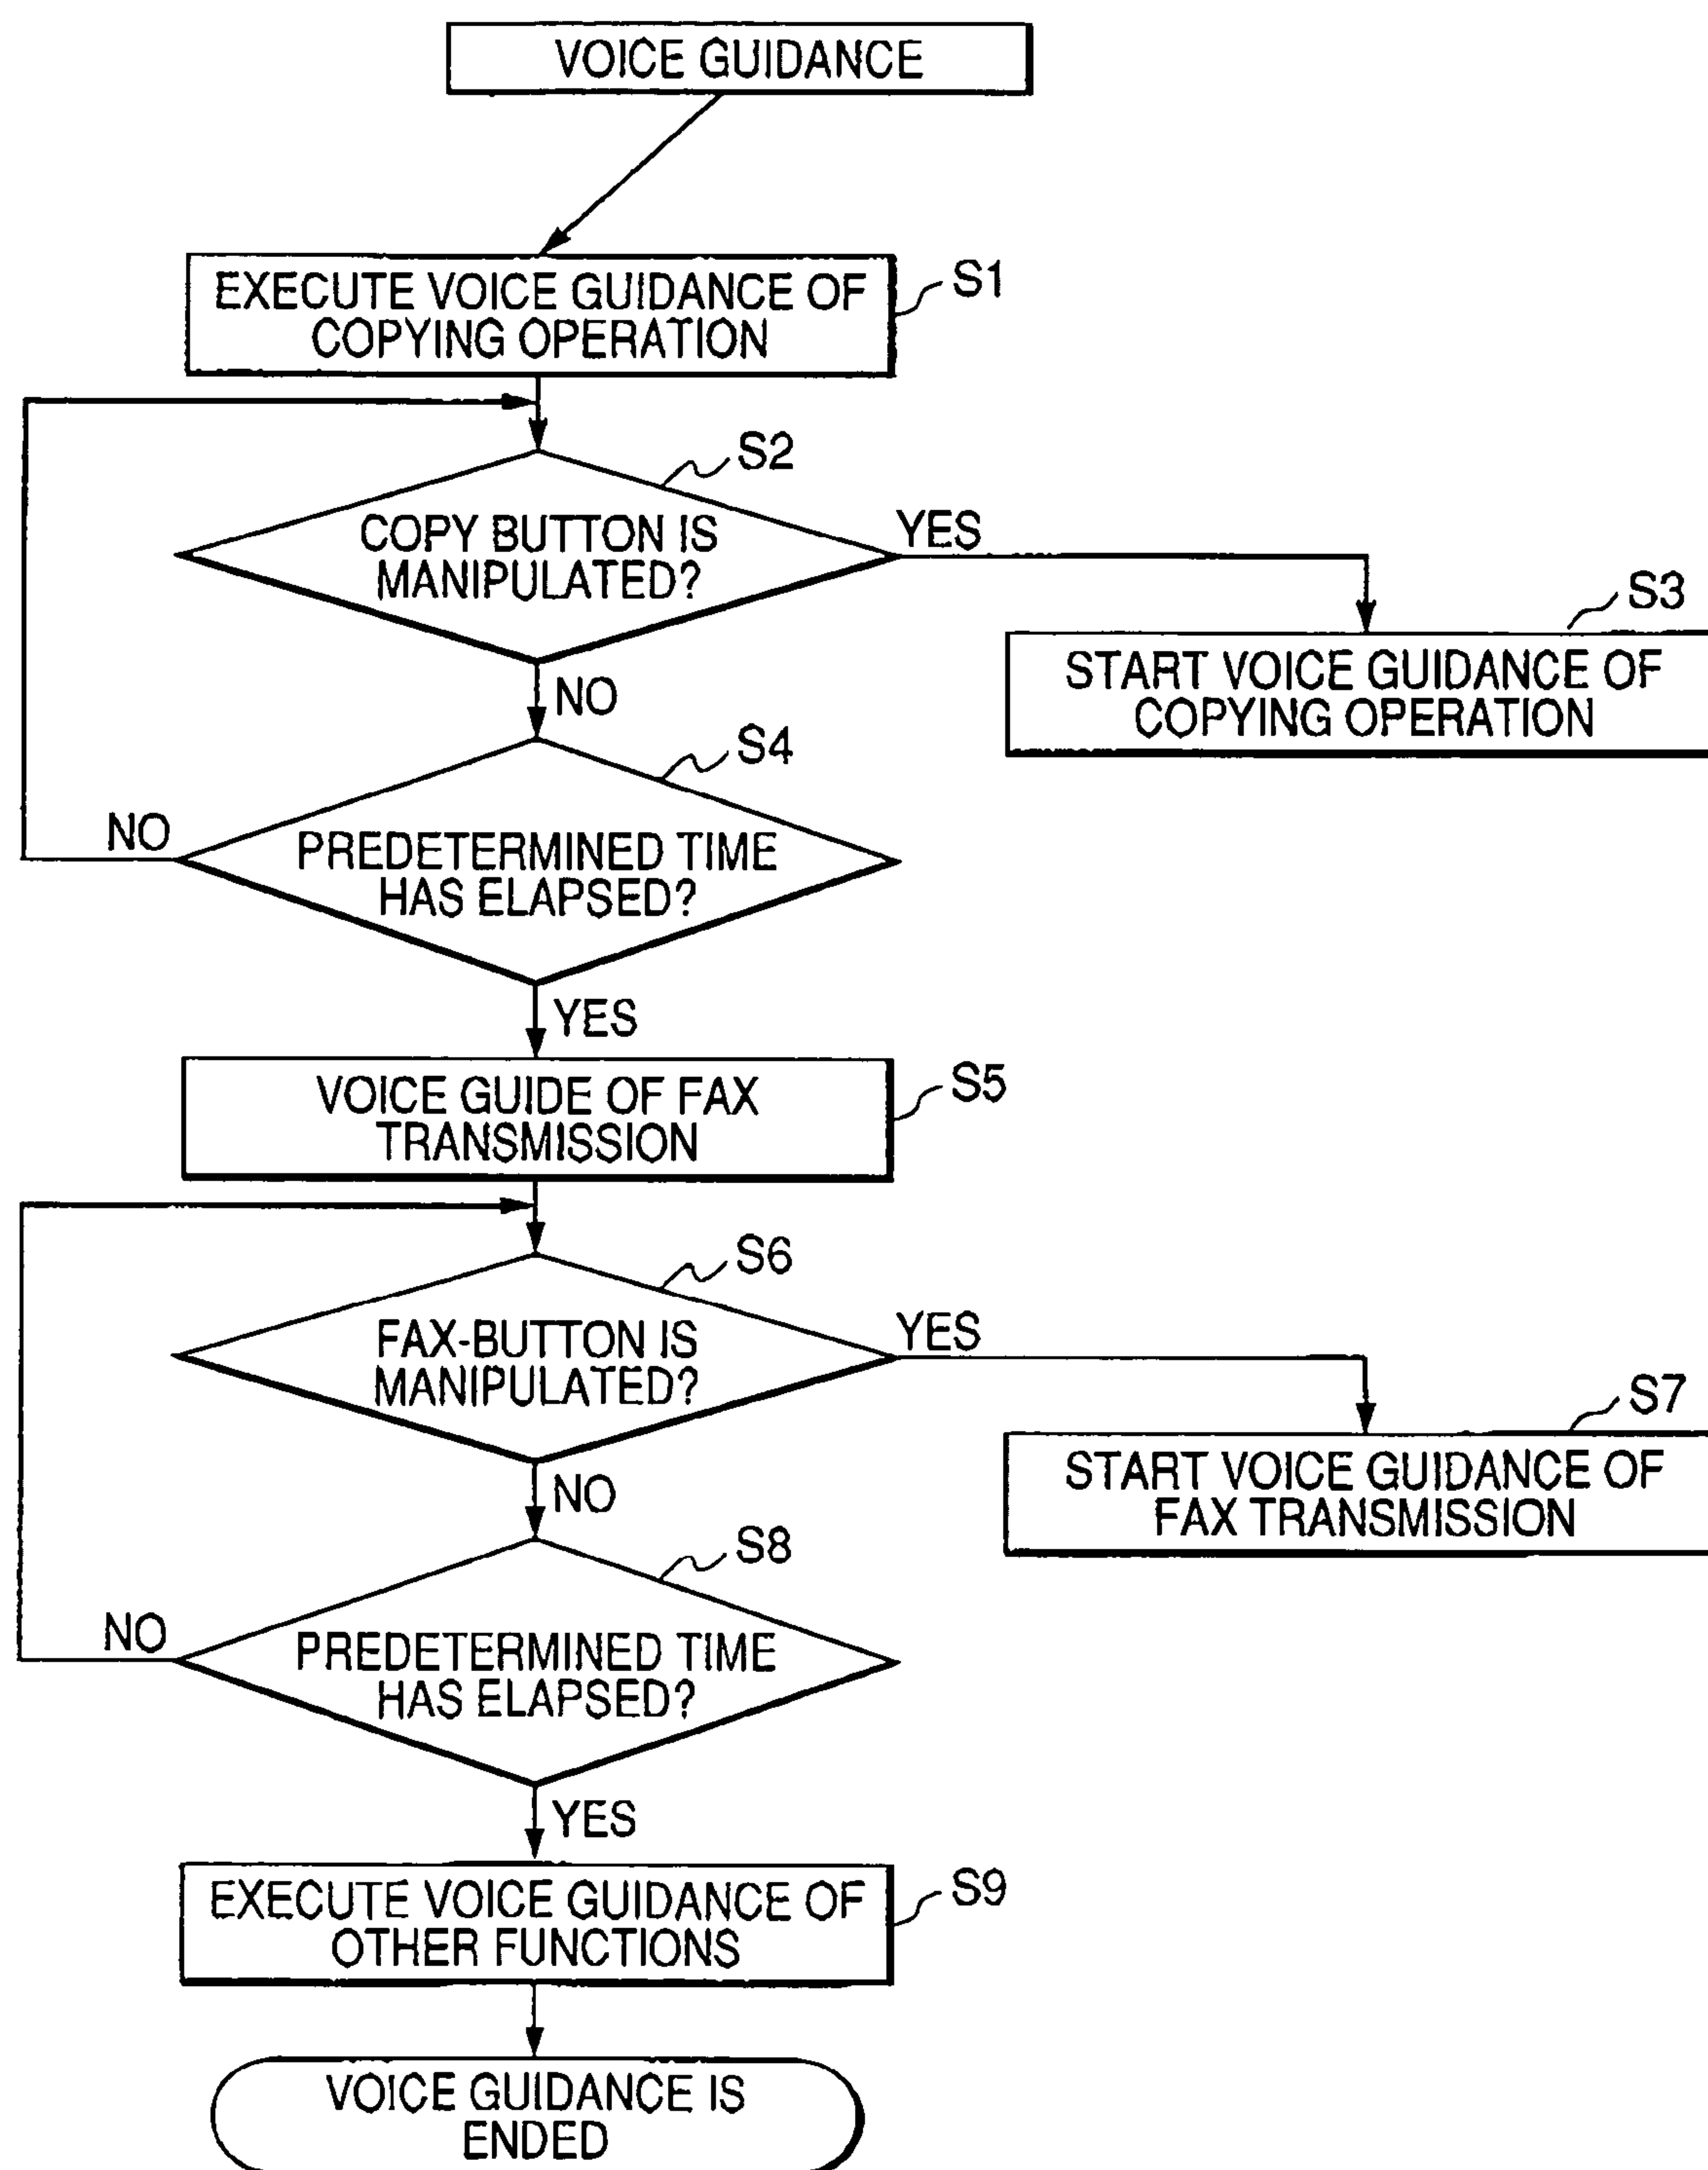 VOICE GUIDANCE
EXECUTE VOICE GUIDANCE OF
COPYING OPERATION
S1
S2
COPY BUTTON IS
MANIPULATED?
YES
S3
START VOICE GUIDANCE OF
COPYING OPERATION
NO
S4
NO
PREDETERMINED TIME
HAS ELAPSED?
YES
VOICE GUIDE OF FAX
TRANSMISSION
S5
S6
FAX-BUTTON IS
MANIPULATED?
YES
S7
START VOICE GUIDANCE OF
FAX TRANSMISSION
NO
S8
NO
PREDETERMINED TIME
HAS ELAPSED?
YES
EXECUTE VOICE GUIDANCE OF
OTHER FUNCTIONS
S9
VOICE GUIDANCE IS
ENDED